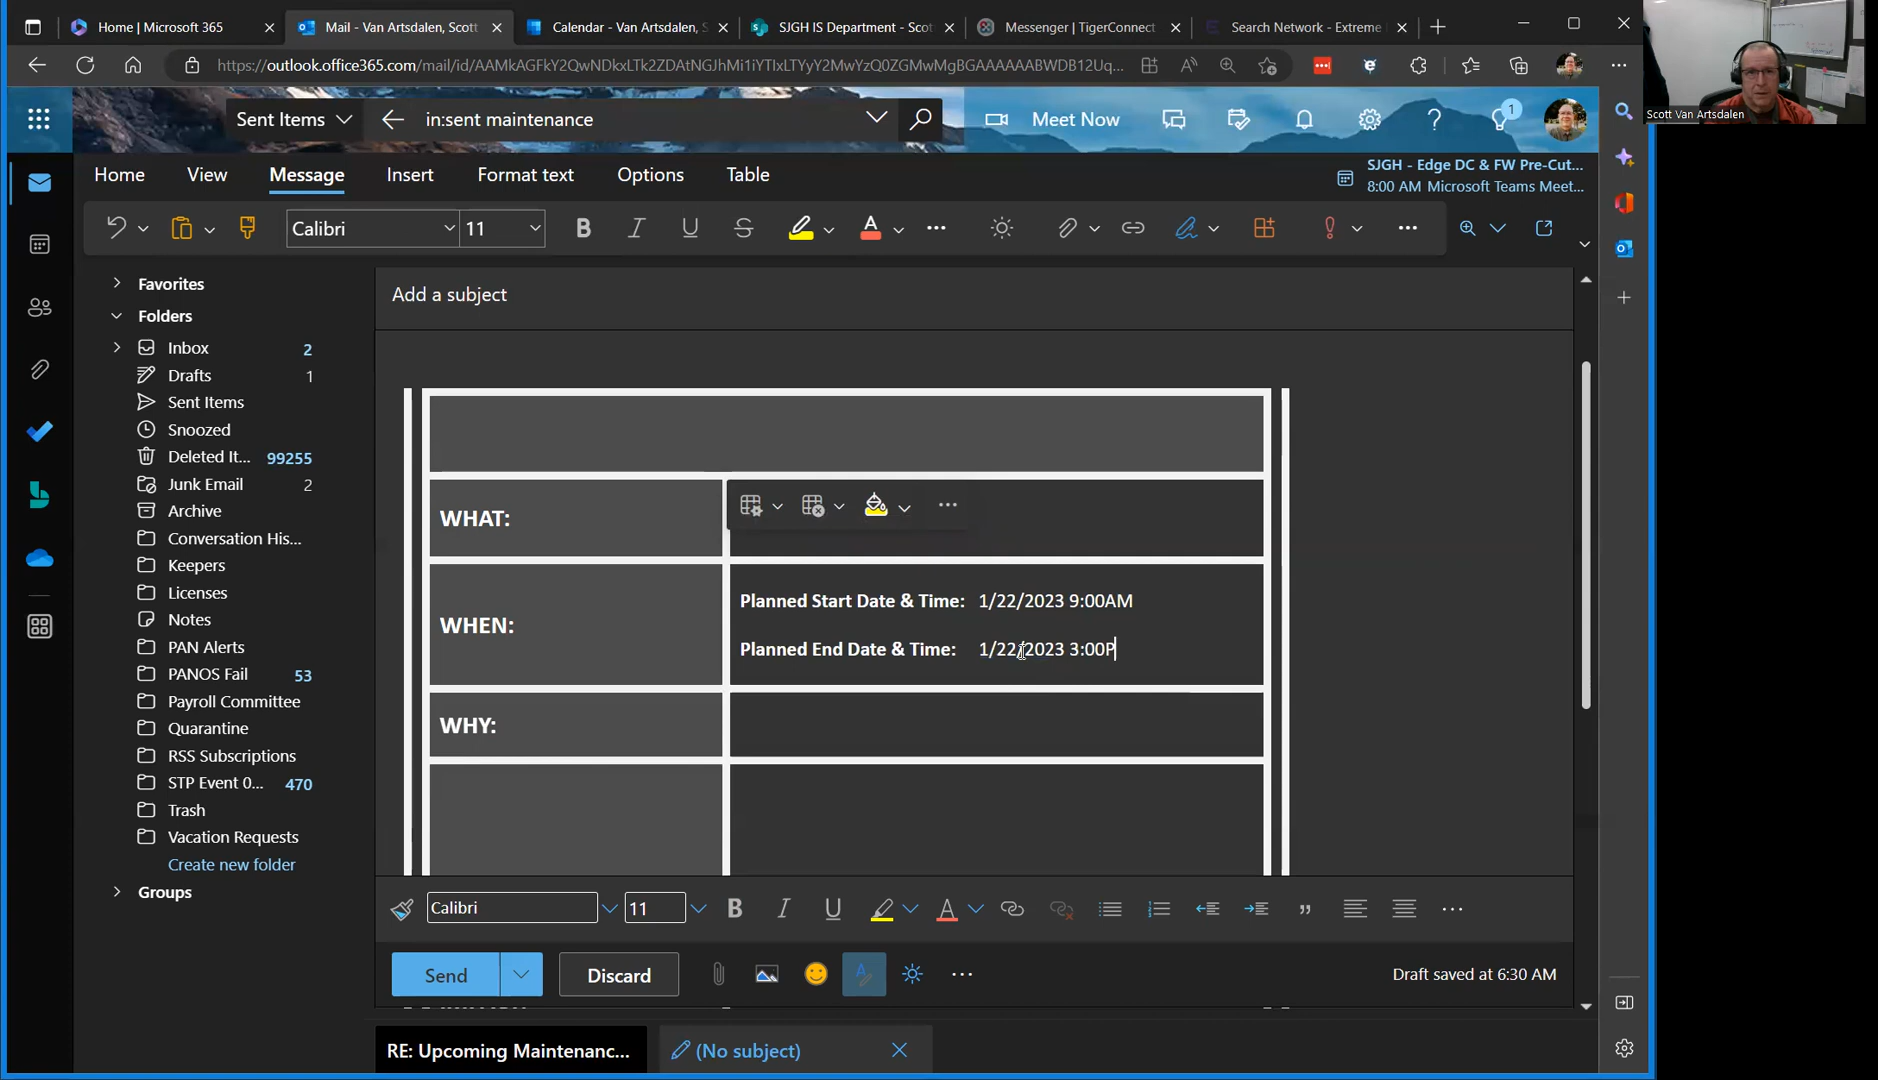 Home | Microsoft 365
Mail - Van Artsdalen, Scott
Calendar - Van Artsdalen, S
SJGH IS Department - Scot
Messenger | TigerConnect
Search Network - Extreme
https://outlook.office365.com/mail/id/AAMkAGFkY2QwNDkxLTk2ZDAtNGJhMi1iYTIxLTYyY2MwYzQ0ZGMwMgBGAAAAAABWDB12Uq...
Scott Van Artsdalen
Sent Items
in:sent maintenance
Meet Now
1
Home
View
Message
Insert
Format text
Options
Table
SJGH - Edge DC & FW Pre-Cut...
8:00 AM Microsoft Teams Meet...
Calibri
11
Favorites
Folders
Inbox 2
Drafts 1
Sent Items
Snoozed
Deleted It... 99255
Junk Email 2
Archive
Conversation His...
Keepers
Licenses
Notes
PAN Alerts
PANOS Fail 53
Payroll Committee
Quarantine
RSS Subscriptions
STP Event 0... 470
Trash
Vacation Requests
Create new folder
Groups
Add a subject
WHAT:
WHEN:
Planned Start Date & Time: 1/22/2023 9:00AM
Planned End Date & Time: 1/22/2023 3:00P
WHY:
Calibri
11
Send
Discard
Draft saved at 6:30 AM
RE: Upcoming Maintenanc...
(No subject)